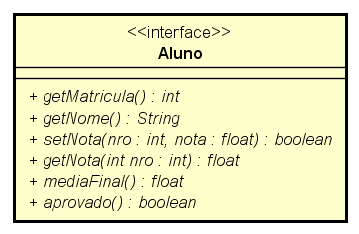 <<interface>>
Aluno
+ getMatricula() : int
+ getNome() : String
+ setNota(nro : int, nota : float) : boolean
+ getNota(int nro : int) : float
+ mediaFinal() : float
+ aprovado() : boolean